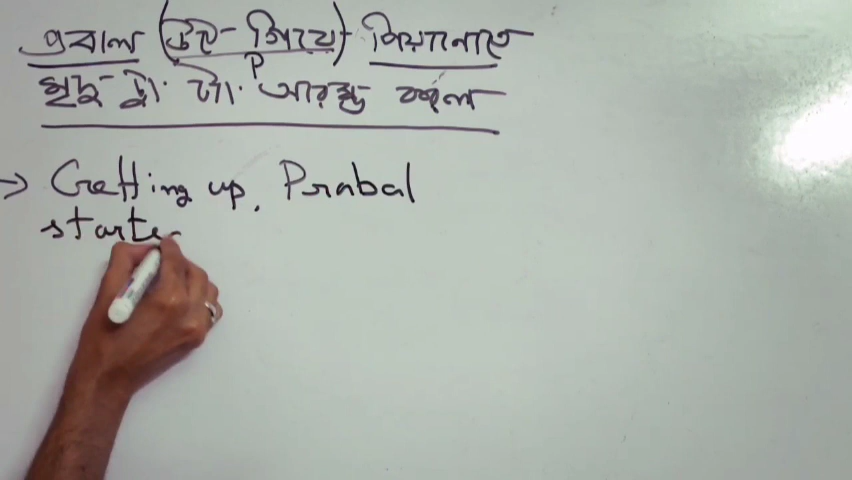 প্রবাল (উঠে গিয়ে) পিয়ানোতে
P
মৃদু টুং টাং আরম্ভ করল
→ Getting up, Prabal
starte